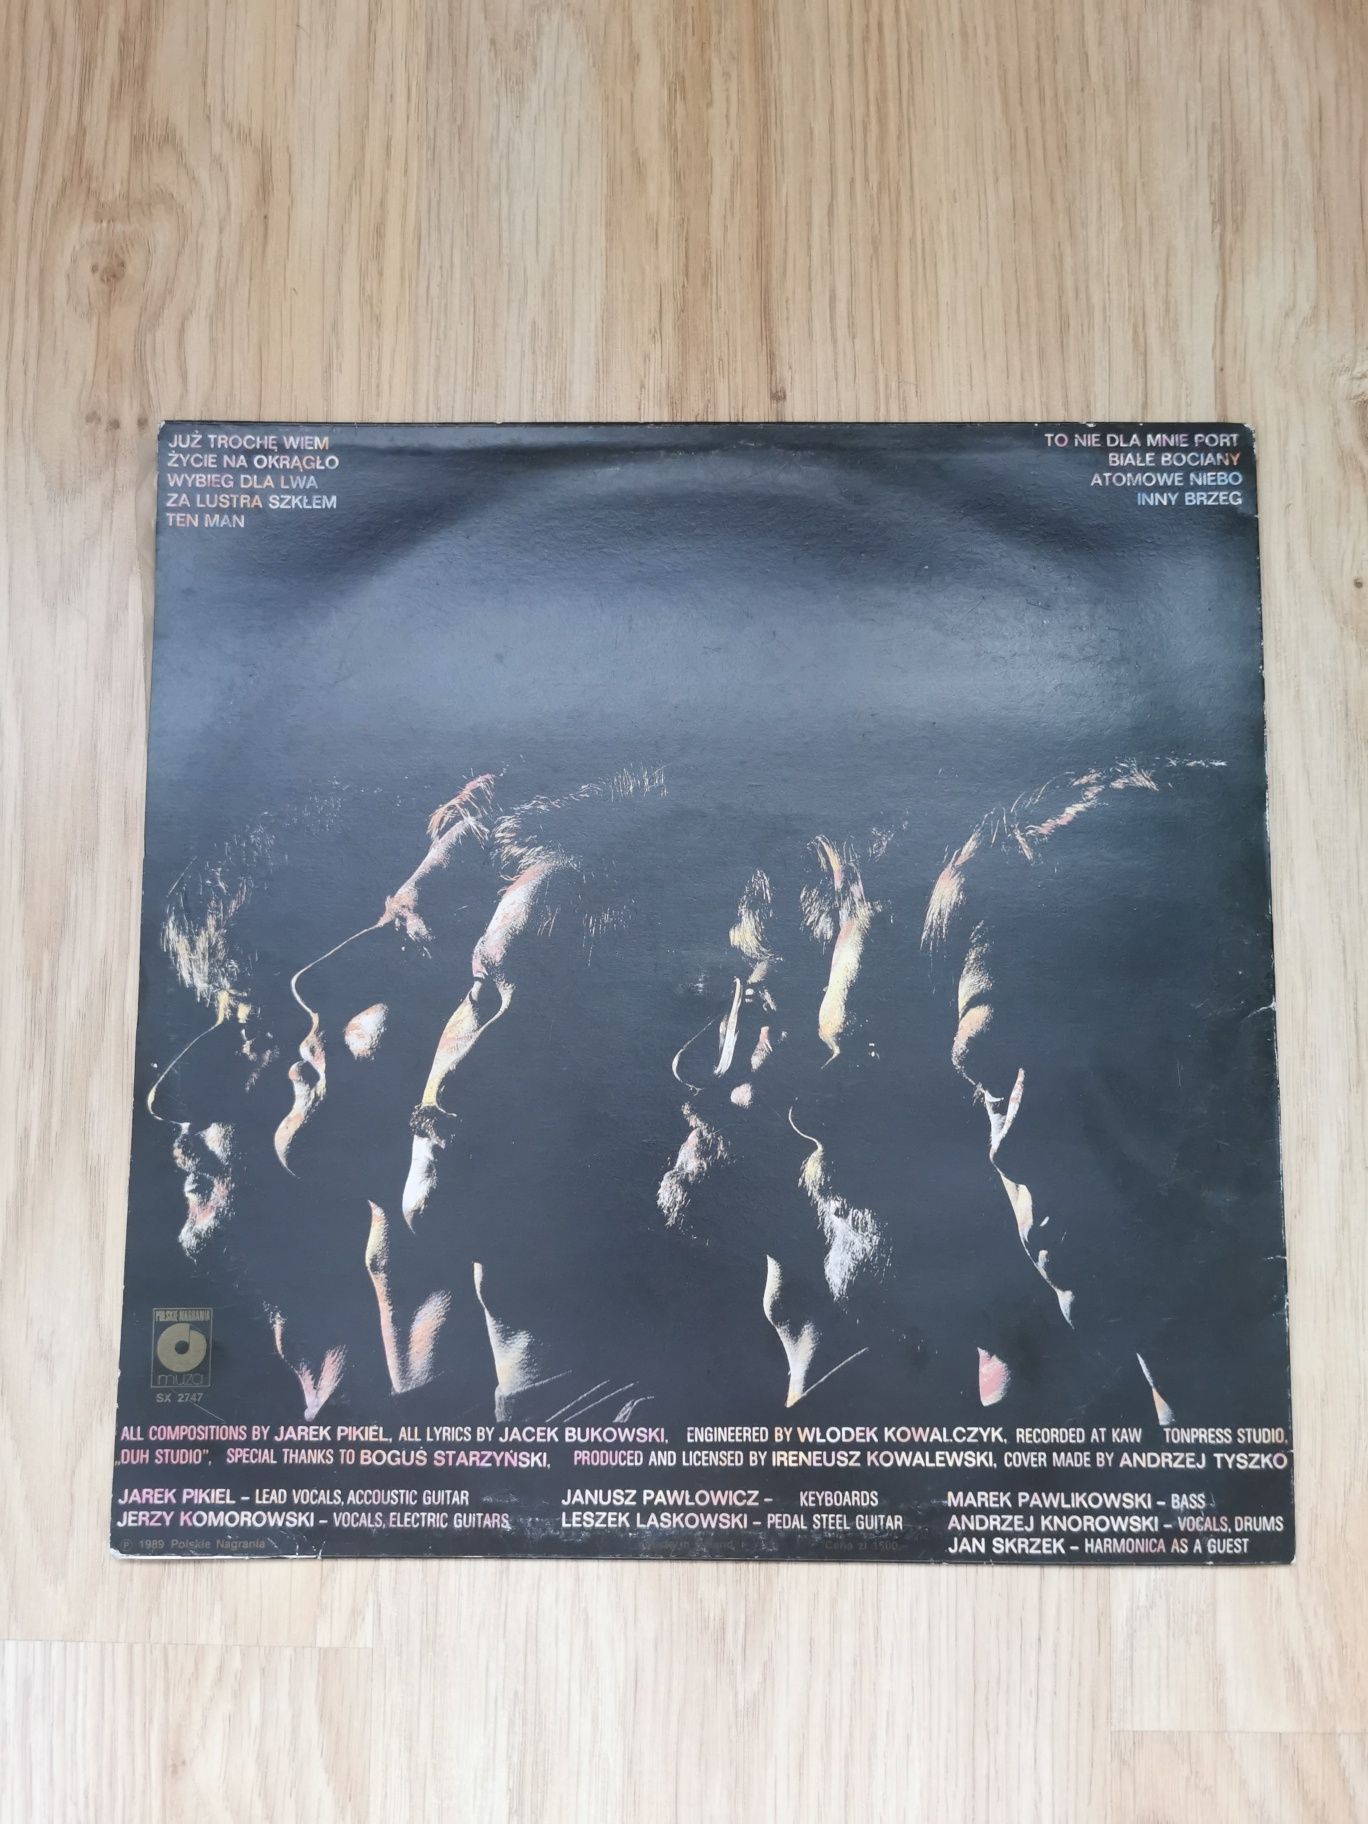 JUŻ TROCHĘ WIEM
ŻYCIE NA OKRĄGŁO
WYBIEG DLA LWA
ZA LUSTRA SZKŁEM
TEN MAN
TO NIE DLA MNIE PORT
BIAŁE BOCIANY
ATOMOWE NIEBO
INNY BRZEG
POLSKIE NAGRANIA
muza
SX 2747
ALL COMPOSITIONS BY JAREK PIKIEL, ALL LYRICS BY JACEK BUKOWSKI, ENGINEERED BY WŁODEK KOWALCZYK, RECORDED AT KAW TONPRESS STUDIO,
„DUH STUDIO", SPECIAL THANKS TO BOGUŚ STARZYŃSKI, PRODUCED AND LICENSED BY IRENEUSZ KOWALEWSKI, COVER MADE BY ANDRZEJ TYSZKO
JAREK PIKIEL – LEAD VOCALS, ACCOUSTIC GUITAR
JERZY KOMOROWSKI – VOCALS, ELECTRIC GUITARS
JANUSZ PAWŁOWICZ – KEYBOARDS
LESZEK LASKOWSKI – PEDAL STEEL GUITAR
MAREK PAWLIKOWSKI – BASS
ANDRZEJ KNOROWSKI – VOCALS, DRUMS
JAN SKRZEK – HARMONICA AS A GUEST
Ⓟ 1989 Polskie Nagrania
Cena zł 1500,–